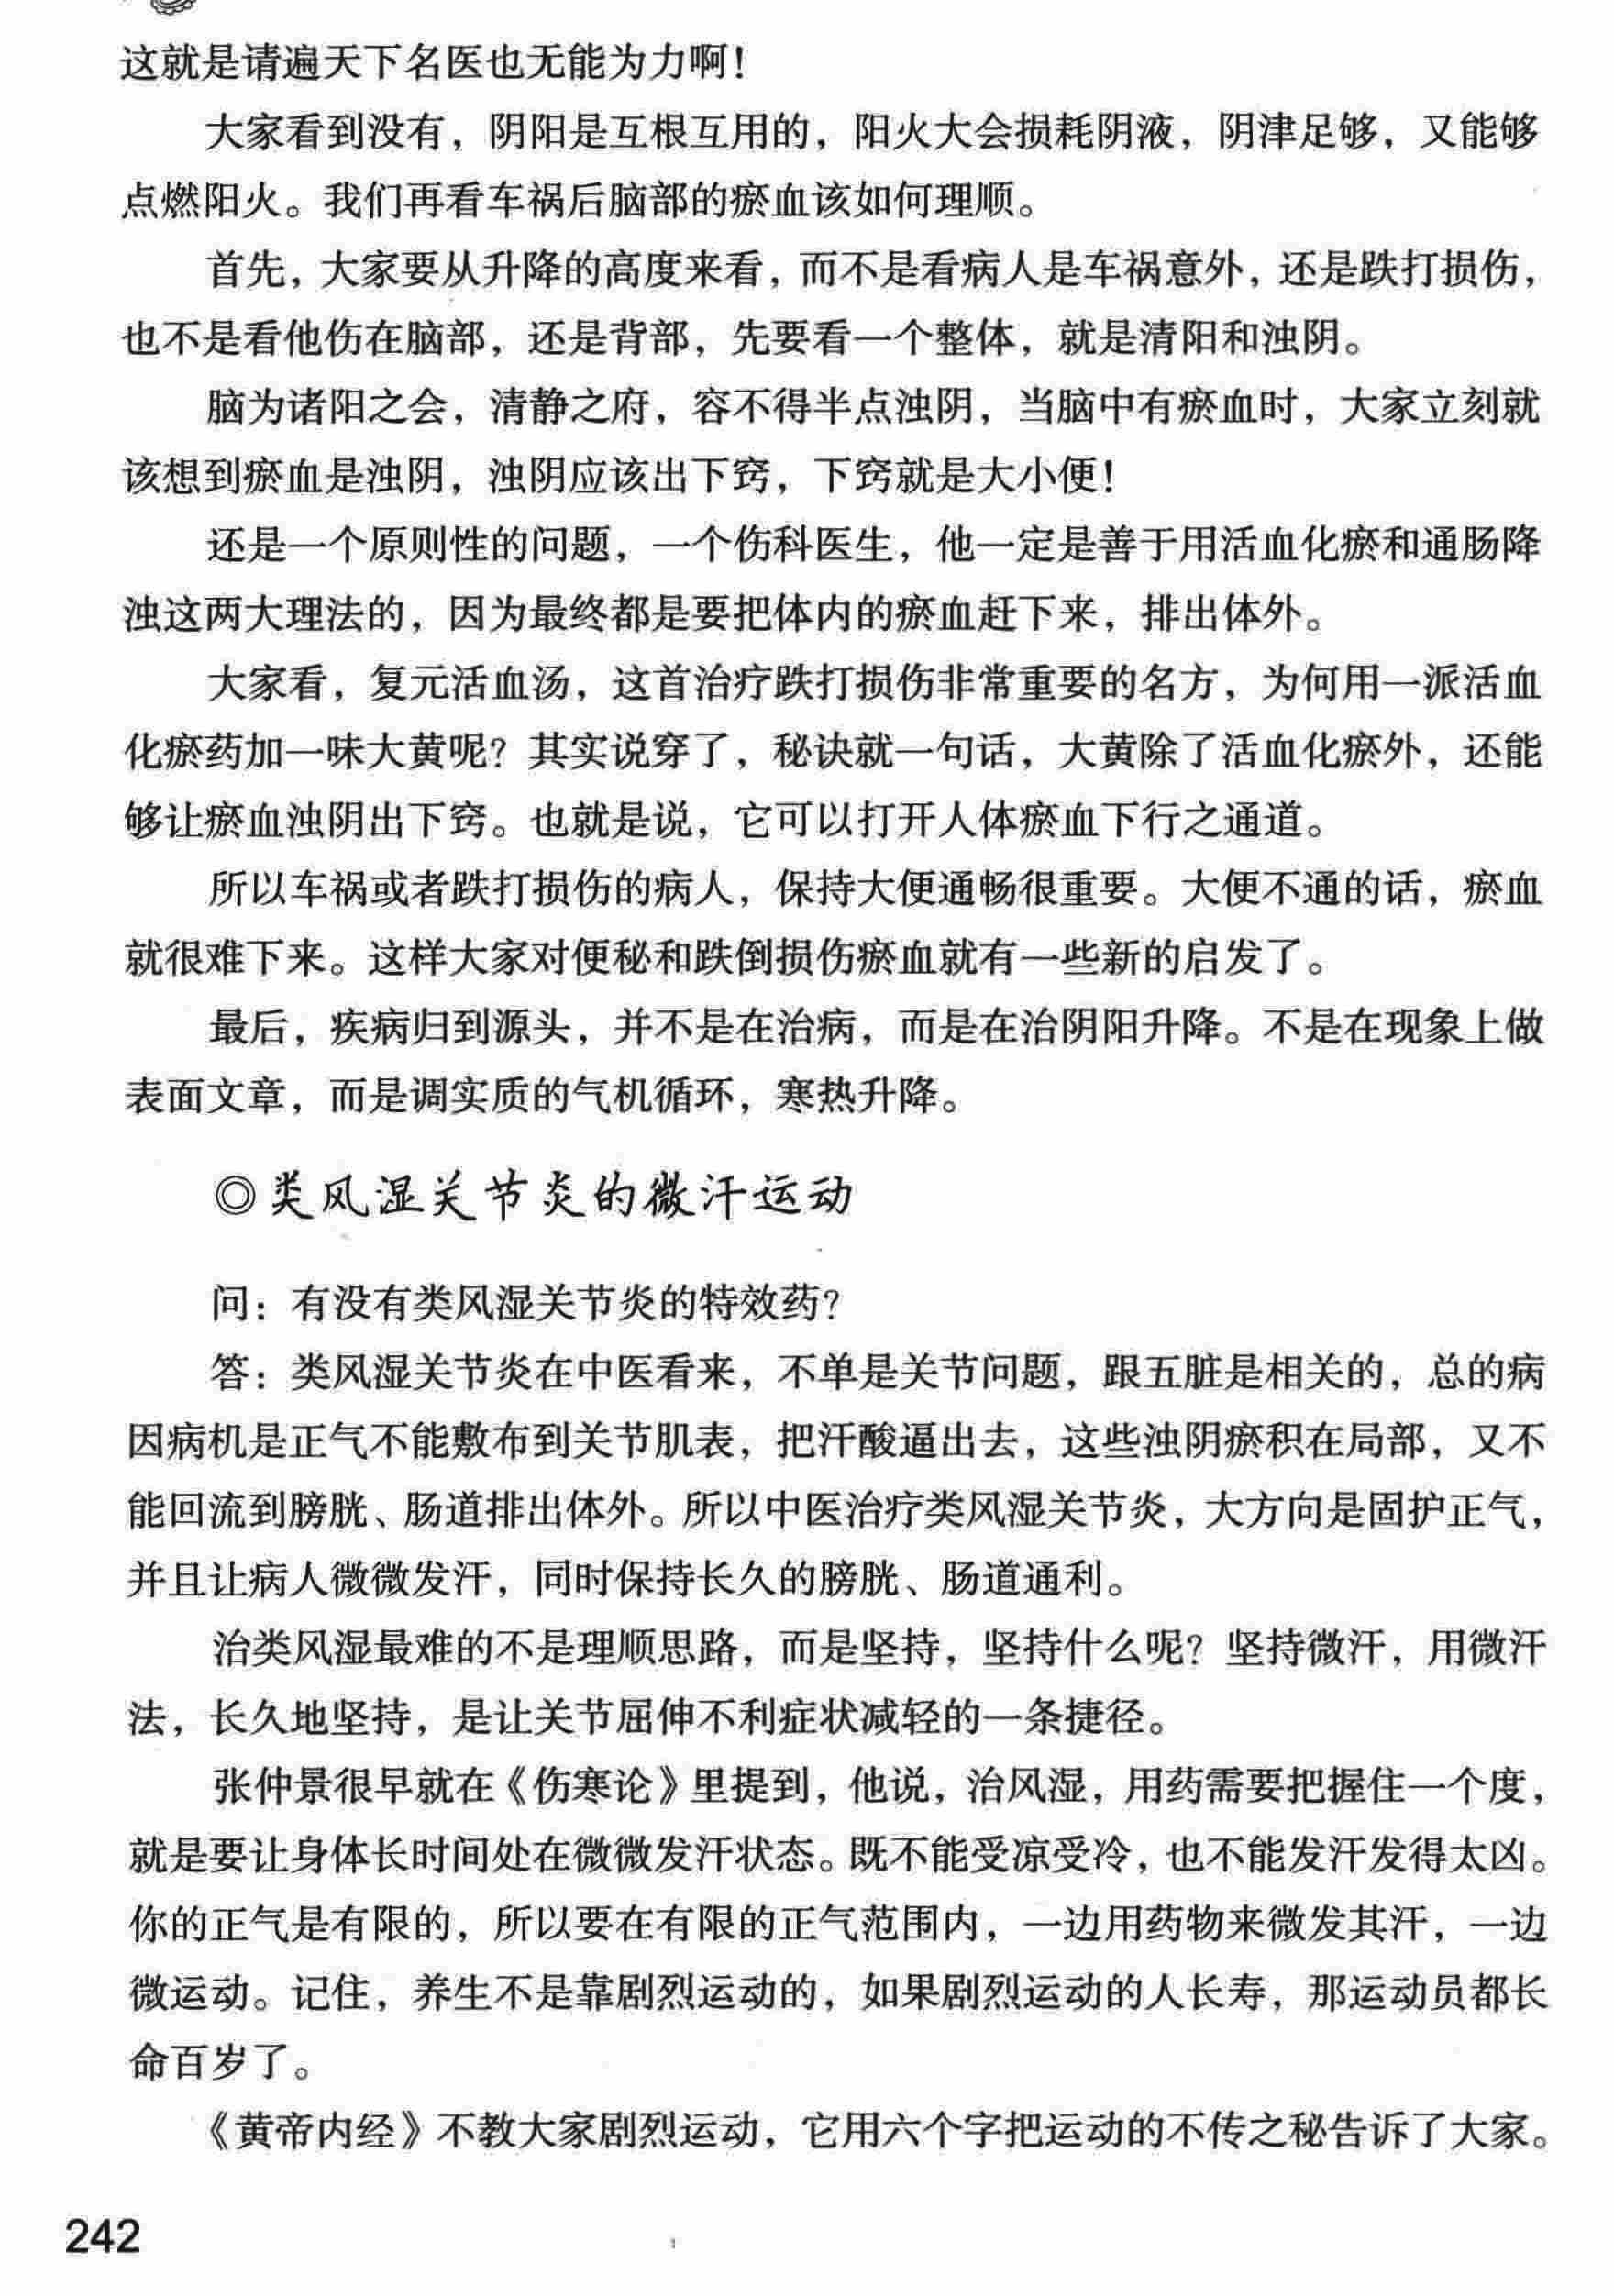 这就是请遍天下名医也无能为力啊！
大家看到没有，阴阳是互根互用的，阳火大会损耗阴液，阴津足够，又能够
点燃阳火。我们再看车祸后脑部的瘀血该如何理顺。
首先，大家要从升降的高度来看，而不是看病人是车祸意外，还是跌打损伤，
也不是看他伤在脑部，还是背部，先要看一个整体，就是清阳和浊阴。
脑为诸阳之会，清静之府，容不得半点浊阴，当脑中有瘀血时，大家立刻就
该想到瘀血是浊阴，浊阴应该出下窍，下窍就是大小便！
还是一个原则性的问题，一个伤科医生，他一定是善于用活血化瘀和通肠降
浊这两大理法的，因为最终都是要把体内的瘀血赶下来，排出体外。
大家看，复元活血汤，这首治疗跌打损伤非常重要的名方，为何用一派活血
化瘀药加一味大黄呢？其实说穿了，秘诀就一句话，大黄除了活血化瘀外，还能
够让瘀血浊阴出下窍。也就是说，它可以打开人体瘀血下行之通道。
所以车祸或者跌打损伤的病人，保持大便通畅很重要。大便不通的话，瘀血
就很难下来。这样大家对便秘和跌倒损伤瘀血就有一些新的启发了。
最后，疾病归到源头，并不是在治病，而是在治阴阳升降。不是在现象上做
表面文章，而是调实质的气机循环，寒热升降。
◎类风湿关节炎的微汗运动
问：有没有类风湿关节炎的特效药？
答：类风湿关节炎在中医看来，不单是关节问题，跟五脏是相关的，总的病
因病机是正气不能敷布到关节肌表，把汗酸逼出去，这些浊阴瘀积在局部，又不
能回流到膀胱、肠道排出体外。所以中医治疗类风湿关节炎，大方向是固护正气，
并且让病人微微发汗，同时保持长久的膀胱、肠道通利。
治类风湿最难的不是理顺思路，而是坚持，坚持什么呢？坚持微汗，用微汗
法，长久地坚持，是让关节屈伸不利症状减轻的一条捷径。
张仲景很早就在《伤寒论》里提到，他说，治风湿，用药需要把握住一个度，
就是要让身体长时间处在微微发汗状态。既不能受凉受冷，也不能发汗发得太凶。
你的正气是有限的，所以要在有限的正气范围内，一边用药物来微发其汗，一边
微运动。记住，养生不是靠剧烈运动的，如果剧烈运动的人长寿，那运动员都长
命百岁了。
《黄帝内经》不教大家剧烈运动，它用六个字把运动的不传之秘告诉了大家。
242